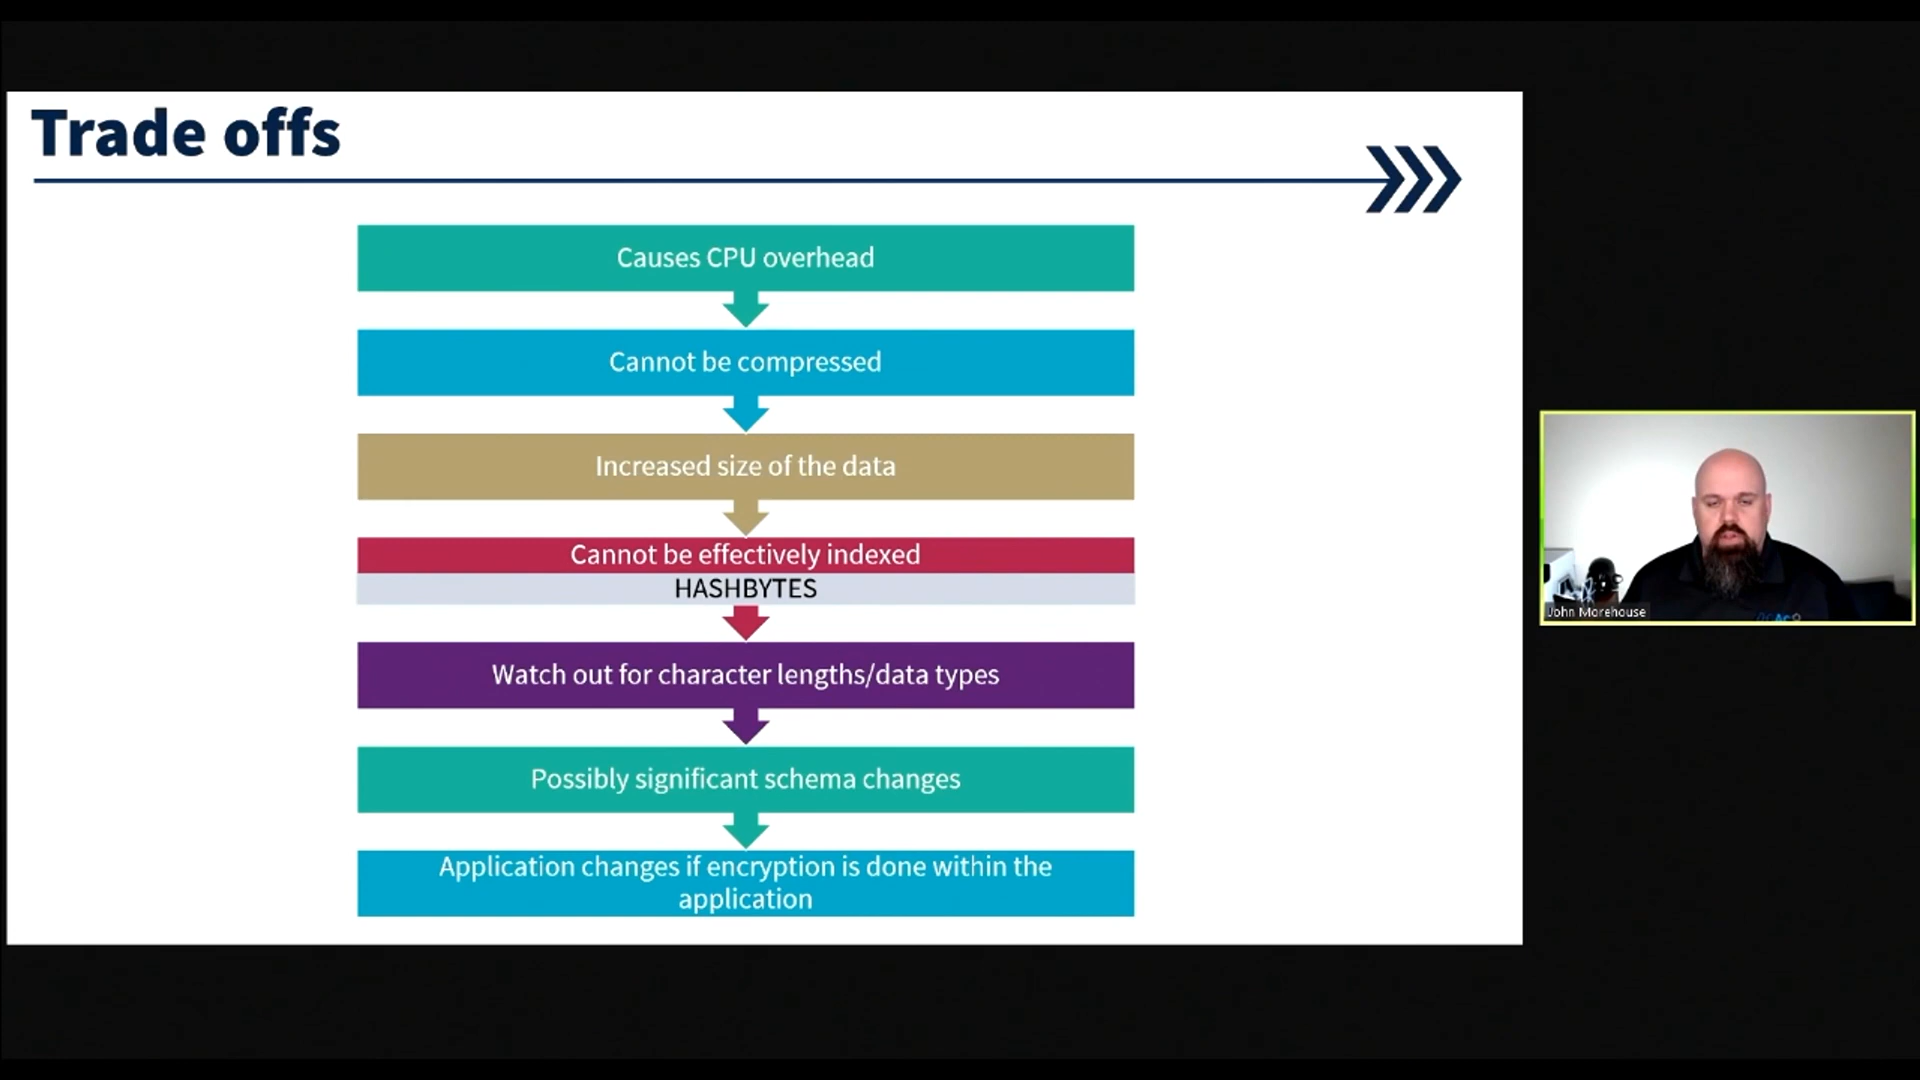 Trade offs
Causes CPU overhead
Cannot be compressed
Increased size of the data
Cannot be effectively indexed
HASHBYTES
Watch out for character lengths/data types
Possibly significant schema changes
Application changes if encryption is done within the
application
John Morehouse